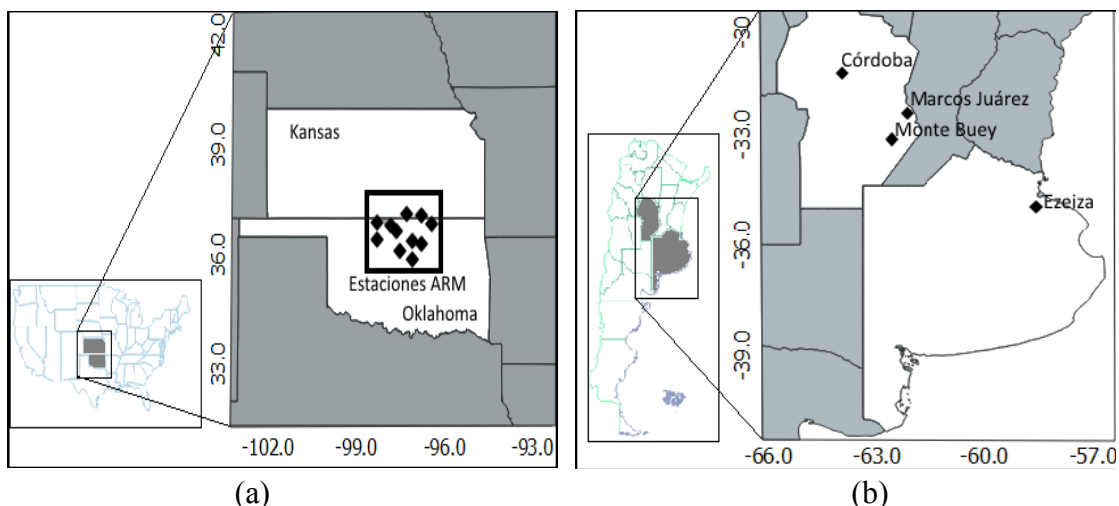 42.0
39.0
36.0
33.0
Kansas
Estaciones ARM
Oklahoma
-102.0 -99.0 -96.0 -93.0
(a)
-30
-33.0
-36.0
-39.0
Córdoba
Marcos Juárez
Monte Buey
Ezeiza
-66.0 -63.0 -60.0 -57.0
(b)